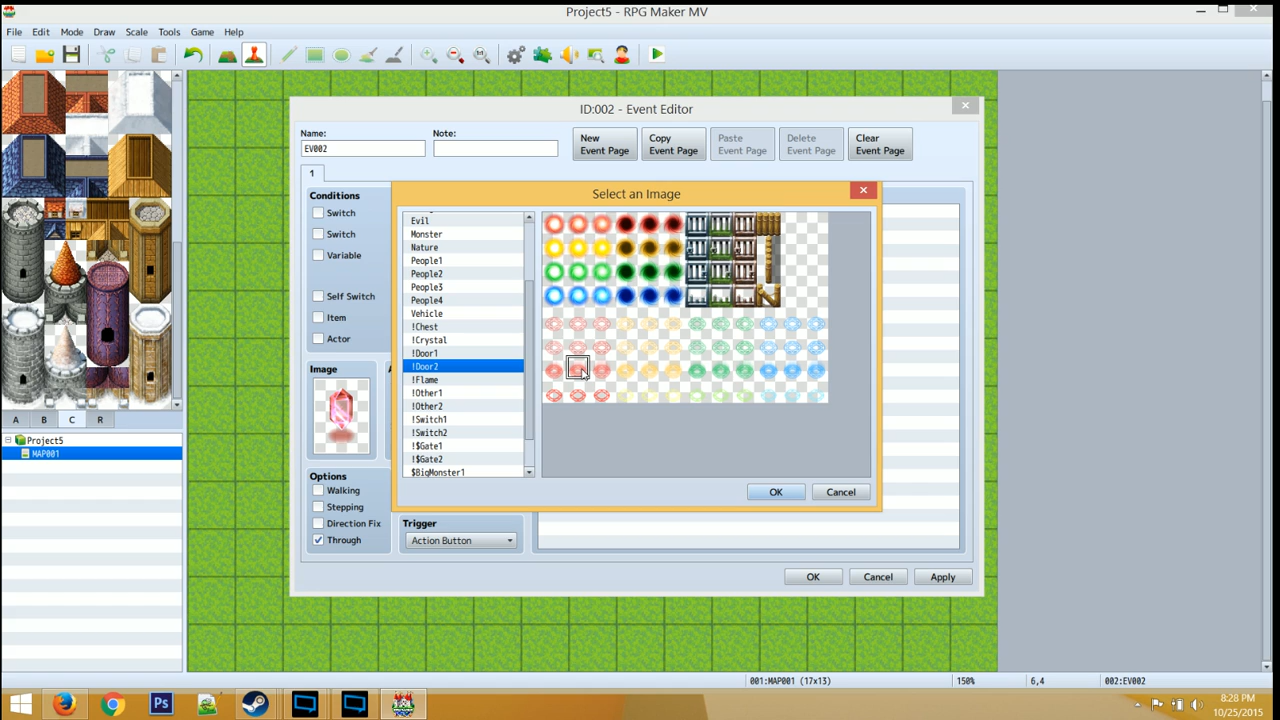 Project5 - RPG Maker MV
File Edit Mode Draw Scale Tools Game Help
ID:002 - Event Editor
Name: Note:
EV002
New Event Page
Copy Event Page
Paste Event Page
Delete Event Page
Clear Event Page
1
Conditions
Switch
Switch
Variable
Self Switch
Item
Actor
Image
Options
Walking
Stepping
Direction Fix
Through
Select an Image
Evil
Monster
Nature
People1
People2
People3
People4
Vehicle
!Chest
!Crystal
!Door1
!Door2
!Flame
!Other1
!Other2
!Switch1
!Switch2
!$Gate1
!$Gate2
$BigMonster1
OK Cancel
Trigger
Action Button
OK Cancel Apply
A B C R
Project5
MAP001
001:MAP001 (17x13) 150% 6,4 002:EV002
Ps
8:28 PM
10/25/2015